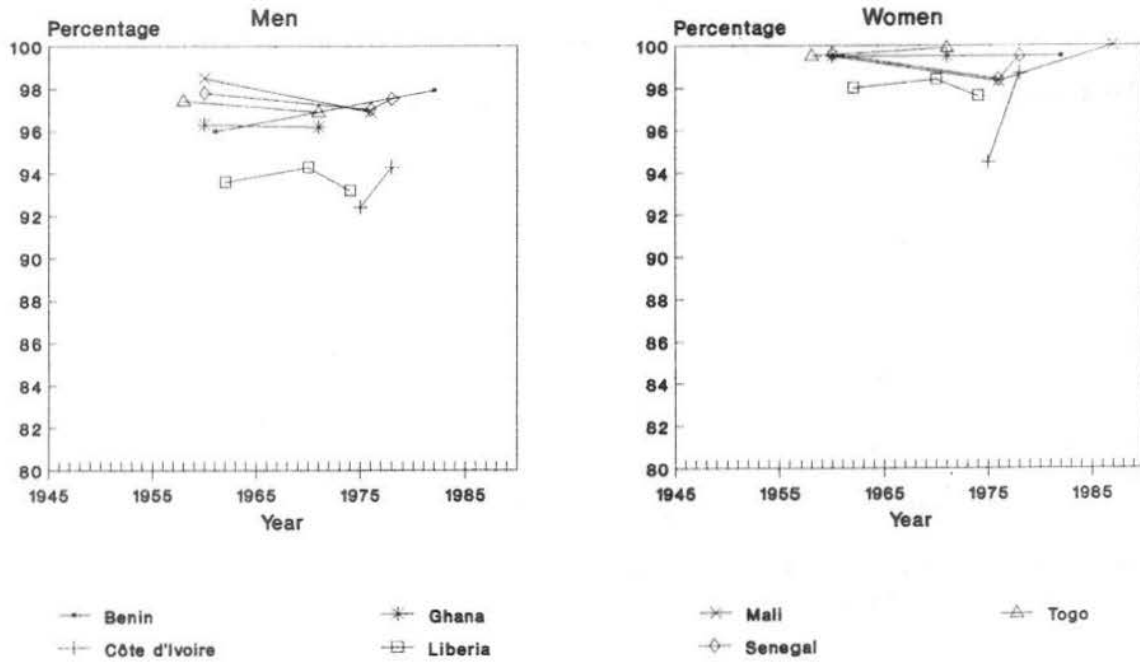 Men
Percentage
100
98
96
94
92
90
88
86
84
82
80
1945 1955 1965 1975 1985
Year
Women
Percentage
100
98
96
94
92
90
88
86
84
82
80
1945 1955 1965 1975 1985
Year
Benin Ghana Mali Togo
Côte d'Ivoire Liberia Senegal